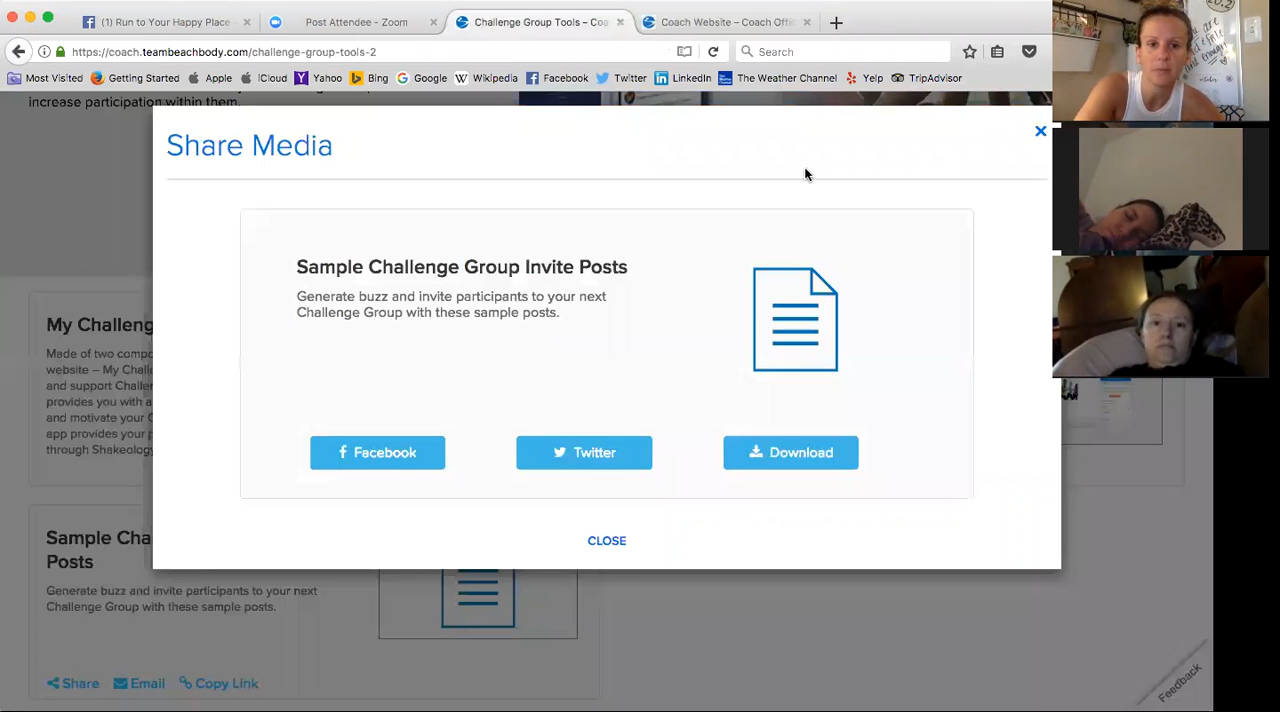 (1) Run to Your Happy Place -
Post Attendee - Zoom
Challenge Group Tools – Coa
Coach Website – Coach Offi
https://coach.teambeachbody.com/challenge-group-tools-2
Search
Most Visited
Getting Started
Apple
iCloud
Yahoo
Bing
Google
Wikipedia
Facebook
Twitter
LinkedIn
The Weather Channel
Yelp
TripAdvisor
increase participation within them.
Share Media
Sample Challenge Group Invite Posts
Generate buzz and invite participants to your next
Challenge Group with these sample posts.
Facebook
Twitter
Download
CLOSE
My Challeng
Made of two compo
website – My Chall
and support Challen
provides you with a
and motivate your C
app provides your p
through Shakeology
Sample Cha
Posts
Generate buzz and invite participants to your next
Challenge Group with these sample posts.
Share
Email
Copy Link
Feedback